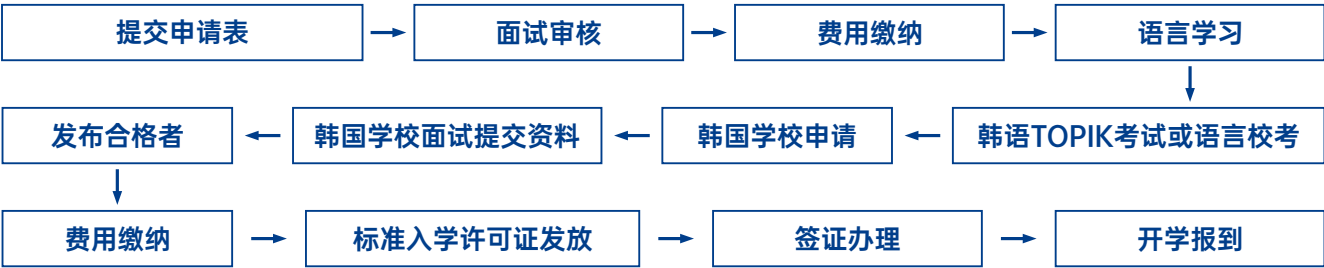 提交申请表
面试审核
费用缴纳
语言学习
韩语TOPIK考试或语言校考
韩国学校申请
韩国学校面试提交资料
发布合格者
费用缴纳
标准入学许可证发放
签证办理
开学报到